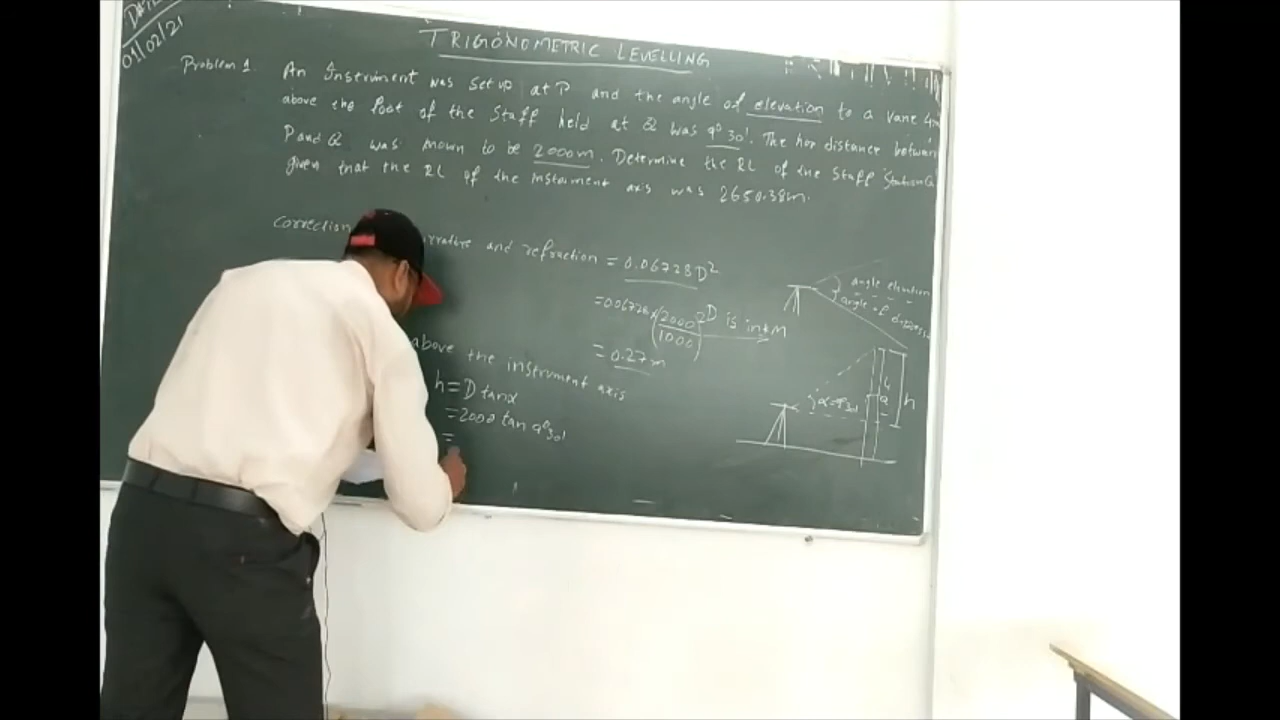 DATE
01/02/21
TRIGONOMETRIC LEVELLING
Problem 1. An Instrument was set up at P and the angle of elevation to a vane 4m
above the foot of the staff held at Q was 9° 30'. The hor distance between
P and Q was known to be 2000m. Determine the RL of the staff Station Q
given that the RL of the instrument axis was 2650.38m.
correction and refraction = 0.06728D²
= 0.06728 × (2000/1000)² D is in km
= 0.27m
above the instrument axis
h = D tanα
= 2000 tan 9°30'
=
angle elevation
angle of
h